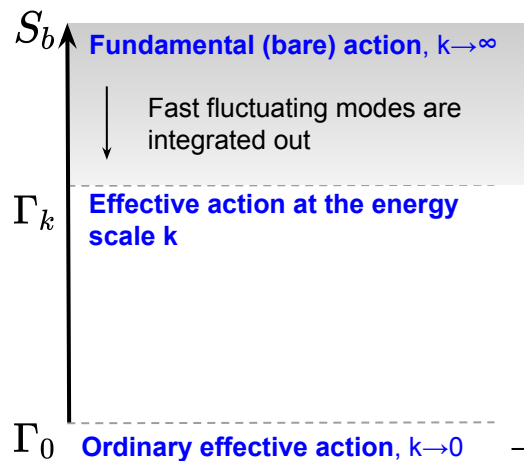 S_b
Fundamental (bare) action, k→∞
Fast fluctuating modes are
integrated out
Γ_k
Effective action at the energy
scale k
Γ_0
Ordinary effective action, k→0